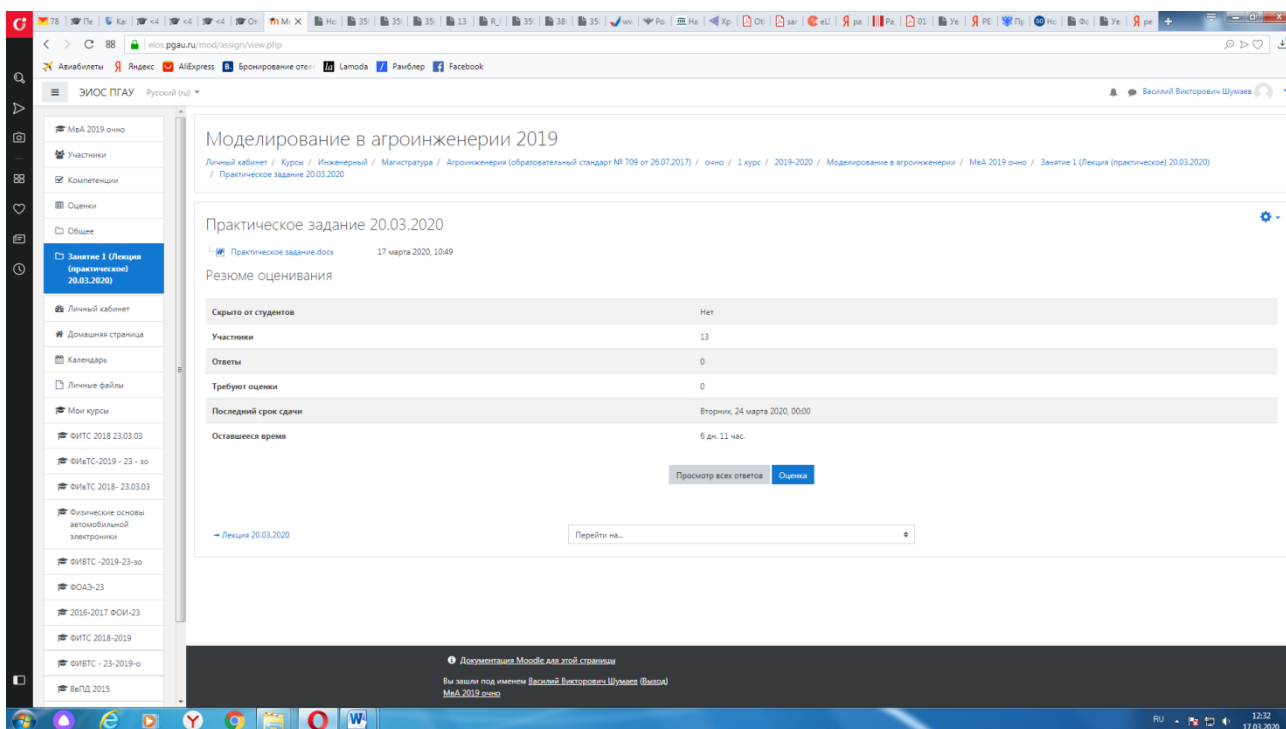 78
eios.pgau.ru/mod/assign/view.php
88
Авиабилеты Яндекс AliExpress Бронирование отел Lamoda Рамблер Facebook
ЭИОС ПГАУ Русский (ru)
Василий Викторович Шумаев
МвА 2019 очно
Участники
Компетенции
Оценки
Общее
Занятие 1 (Лекция
(практическое)
20.03.2020)
Личный кабинет
Домашняя страница
Календарь
Личные файлы
Мои курсы
ФИТС 2018 23.03.03
ФИвТС-2019 - 23 - зо
ФИвТС 2018- 23.03.03
Физические основы
автомобильной
электроники
ФИВТС -2019-23-зо
ФОАЭ-23
2016-2017 ФОИ-23
ФИТС 2018-2019
ФИВТС - 23-2019-о
ВеПД 2015
Моделирование в агроинженерии 2019
Личный кабинет / Курсы / Инженерный / Магистратура / Агроинженерия (образовательный стандарт № 709 от 26.07.2017) / очно / 1 курс / 2019-2020 / Моделирование в агроинженерии / МвА 2019 очно / Занятие 1 (Лекция (практическое) 20.03.2020)
/ Практическое задание 20.03.2020
Практическое задание 20.03.2020
Практическое задание.docx 17 марта 2020, 10:49
Резюме оценивания
Скрыто от студентов Нет
Участники 13
Ответы 0
Требуют оценки 0
Последний срок сдачи Вторник, 24 марта 2020, 00:00
Оставшееся время 6 дн. 11 час.
Просмотр всех ответов Оценка
→ Лекция 20.03.2020 Перейти на...
Документация Moodle для этой страницы
Вы зашли под именем Василий Викторович Шумаев (Выход)
МвА 2019 очно
RU 12:32
17.03.2020